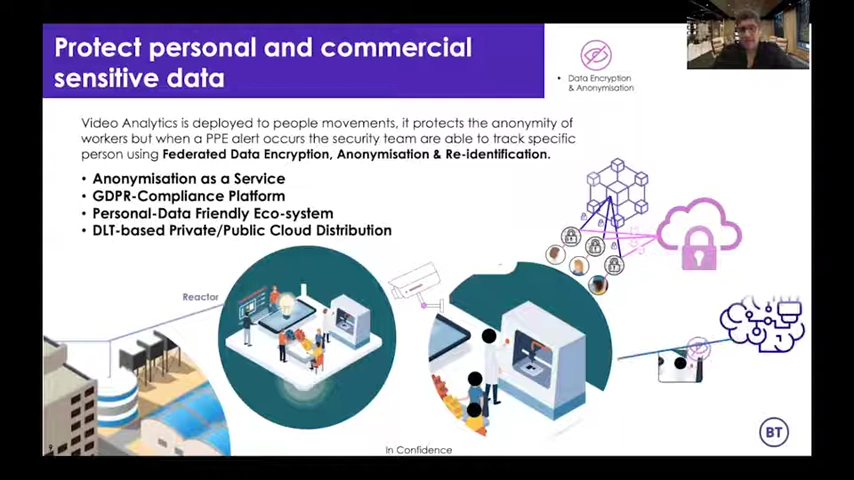 Protect personal and commercial
sensitive data
• Data Encryption
& Anonymisation
Video Analytics is deployed to people movements, it protects the anonymity of
workers but when a PPE alert occurs the security team are able to track specific
person using Federated Data Encryption, Anonymisation & Re-identification.
• Anonymisation as a Service
• GDPR-Compliance Platform
• Personal-Data Friendly Eco-system
• DLT-based Private/Public Cloud Distribution
Reactor
BT
In Confidence